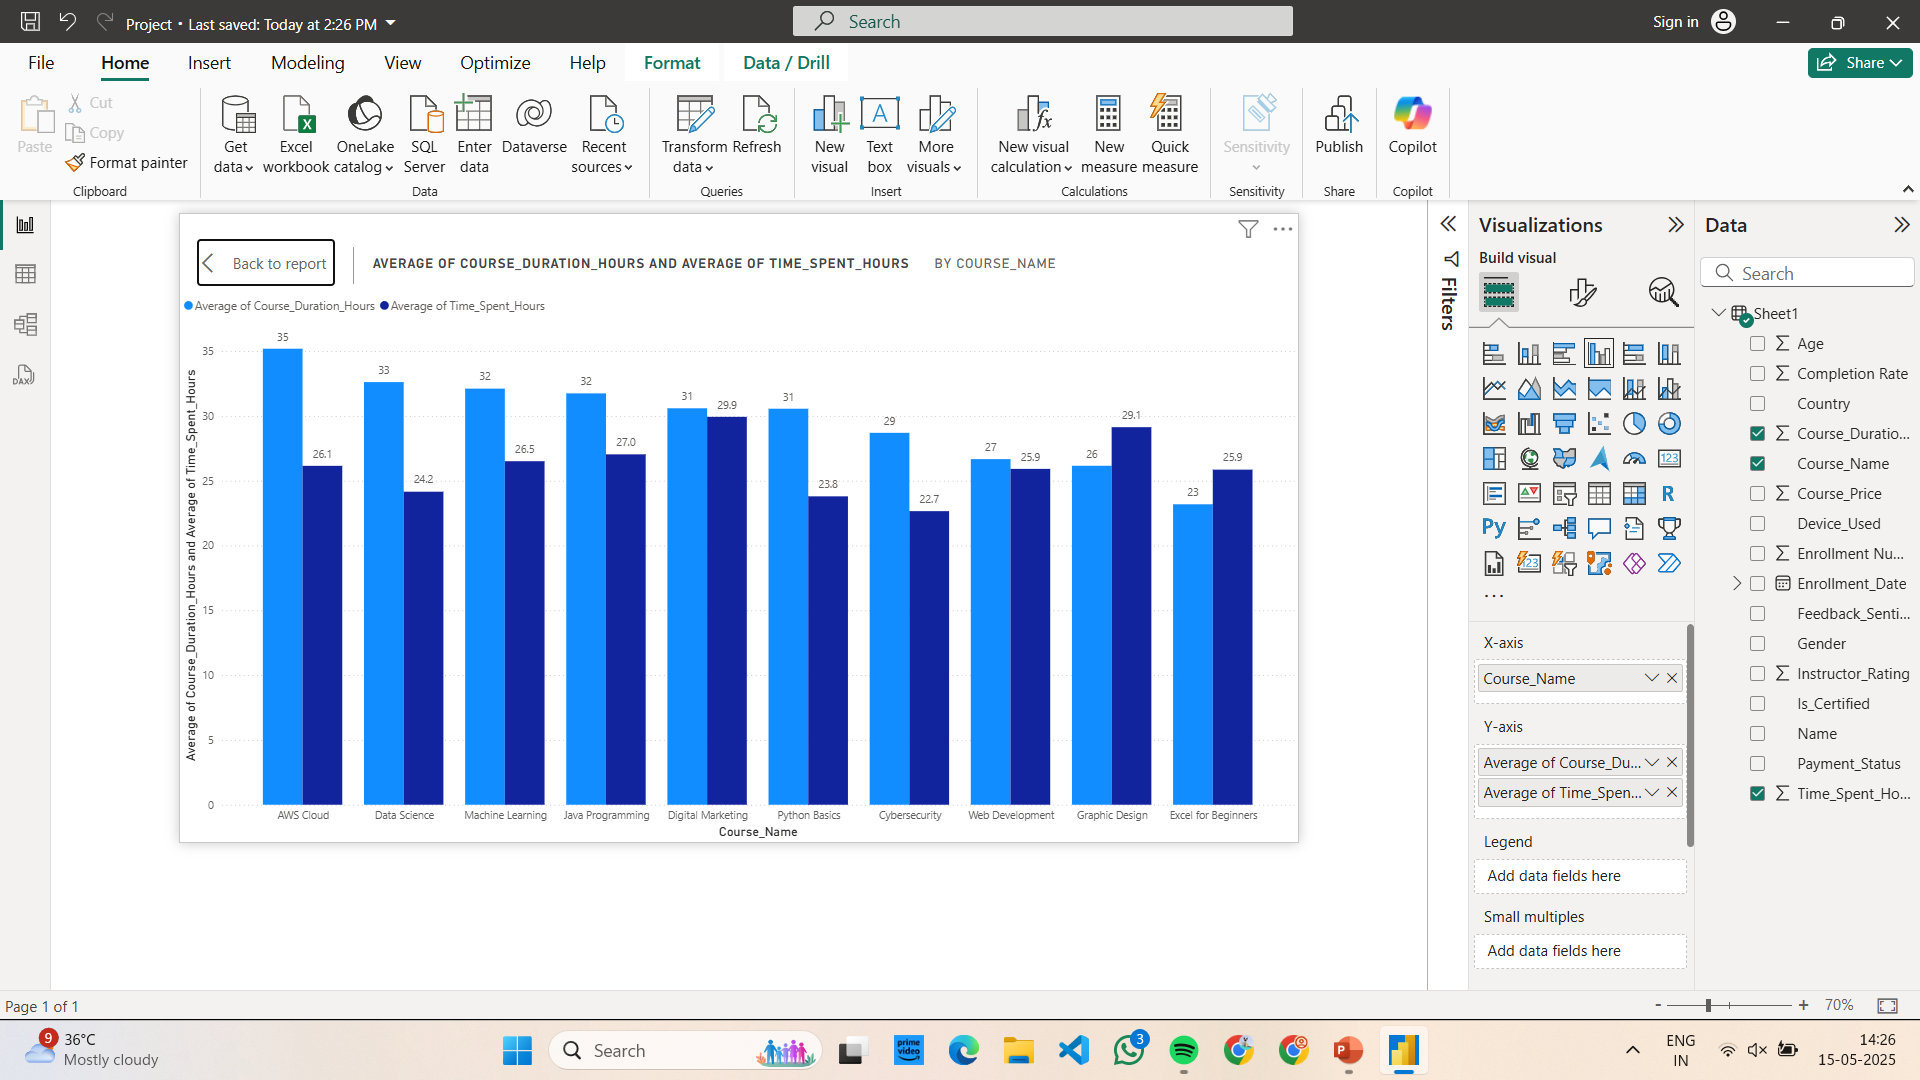 Project • Last saved: Today at 2:26 PM
Search
Sign in
File Home Insert Modeling View Optimize Help Format Data / Drill
Share
Paste
Cut
Copy
Format painter
Clipboard
Get data
Excel workbook
OneLake catalog
SQL Server
Enter data
Dataverse
Recent sources
Data
Transform data
Refresh
Queries
New visual
Text box
More visuals
Insert
New visual calculation
New measure
Quick measure
Calculations
Sensitivity
Sensitivity
Publish
Share
Copilot
Copilot
Back to report
AVERAGE OF COURSE_DURATION_HOURS AND AVERAGE OF TIME_SPENT_HOURS BY COURSE_NAME
Average of Course_Duration_Hours Average of Time_Spent_Hours
Average of Course_Duration_Hours and Average of Time_Spent_Hours
35
30
25
20
15
10
5
0
35 26.1
33 24.2
32 26.5
32 27.0
31 29.9
31 23.8
29 22.7
27 25.9
26 29.1
23 25.9
AWS Cloud Data Science Machine Learning Java Programming Digital Marketing Python Basics Cybersecurity Web Development Graphic Design Excel for Beginners
Course_Name
Filters
Visualizations
Build visual
123
R
Py
123
X-axis
Course_Name
Y-axis
Average of Course_Du...
Average of Time_Spen...
Legend
Add data fields here
Small multiples
Add data fields here
Data
Search
Sheet1
Age
Completion Rate
Country
Course_Duratio...
Course_Name
Course_Price
Device_Used
Enrollment Nu...
Enrollment_Date
Feedback_Senti...
Gender
Instructor_Rating
Is_Certified
Name
Payment_Status
Time_Spent_Ho...
DAX
Page 1 of 1
- + 70%
9
36°C
Mostly cloudy
Search
prime video
3
ENG
IN
14:26
15-05-2025